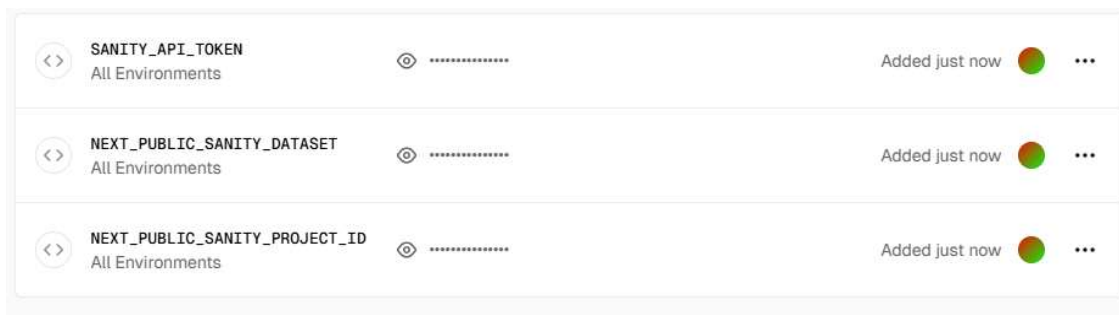 SANITY_API_TOKEN
All Environments
Added just now
NEXT_PUBLIC_SANITY_DATASET
All Environments
Added just now
NEXT_PUBLIC_SANITY_PROJECT_ID
All Environments
Added just now